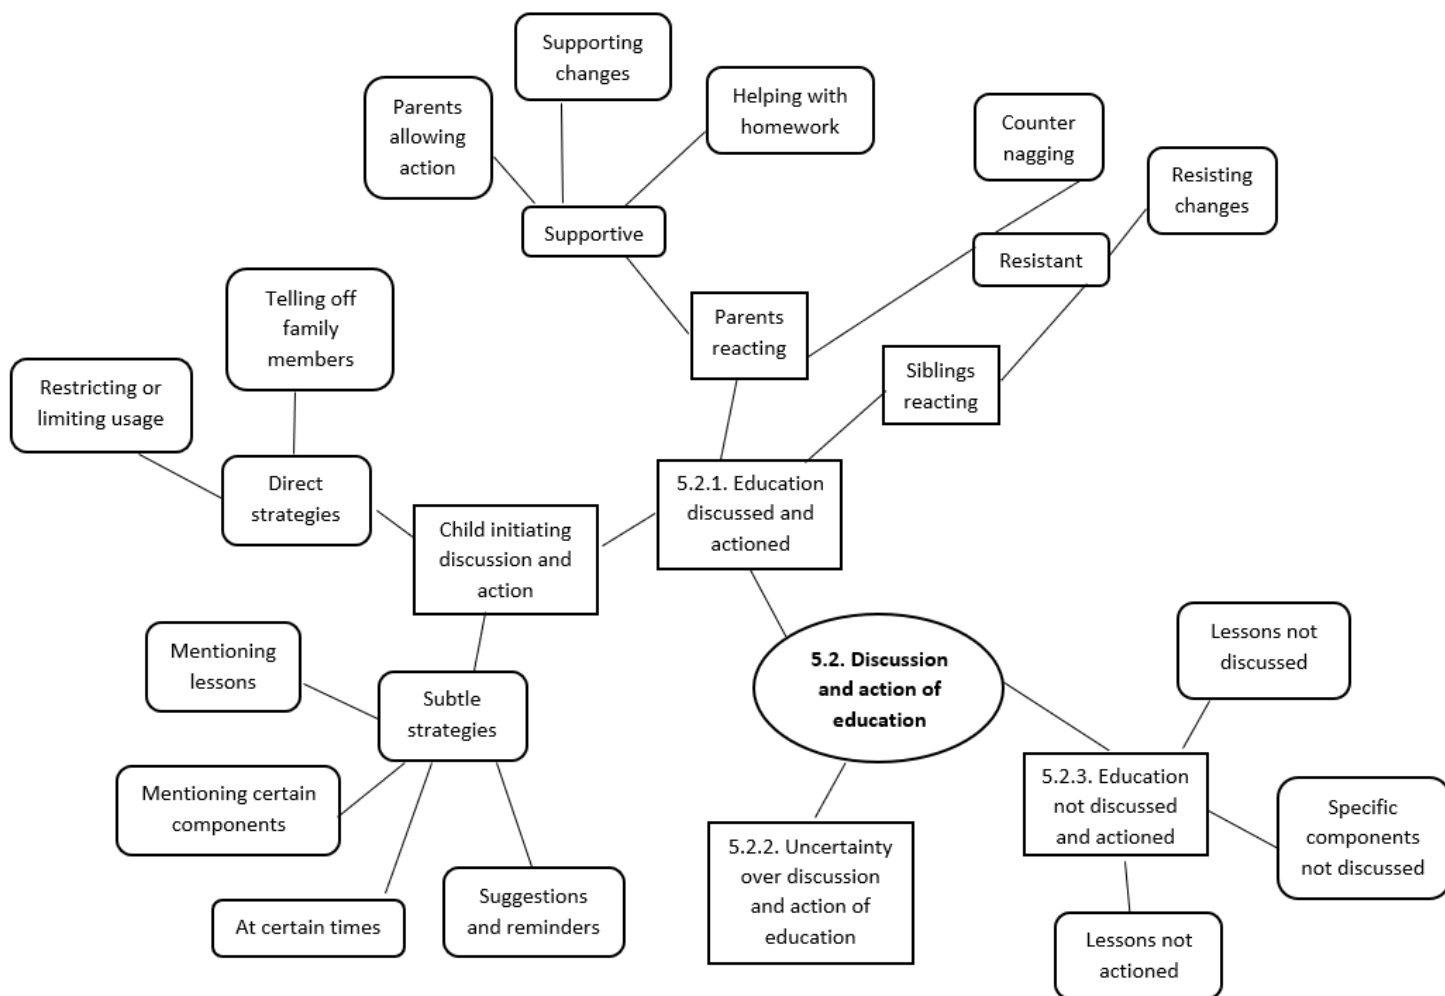 Supporting
changes
Parents
allowing
action
Helping with
homework
Counter
nagging
Resisting
changes
Supportive
Resistant
Telling off
family
members
Parents
reacting
Siblings
reacting
Restricting or
limiting usage
Direct
strategies
5.2.1. Education
discussed and
actioned
Child initiating
discussion and
action
Mentioning
lessons
Subtle
strategies
5.2. Discussion
and action of
education
Lessons not
discussed
Mentioning certain
components
5.2.3. Education
not discussed
and actioned
Specific
components
not discussed
5.2.2. Uncertainty
over discussion
and action of
education
At certain times
Suggestions
and reminders
Lessons not
actioned